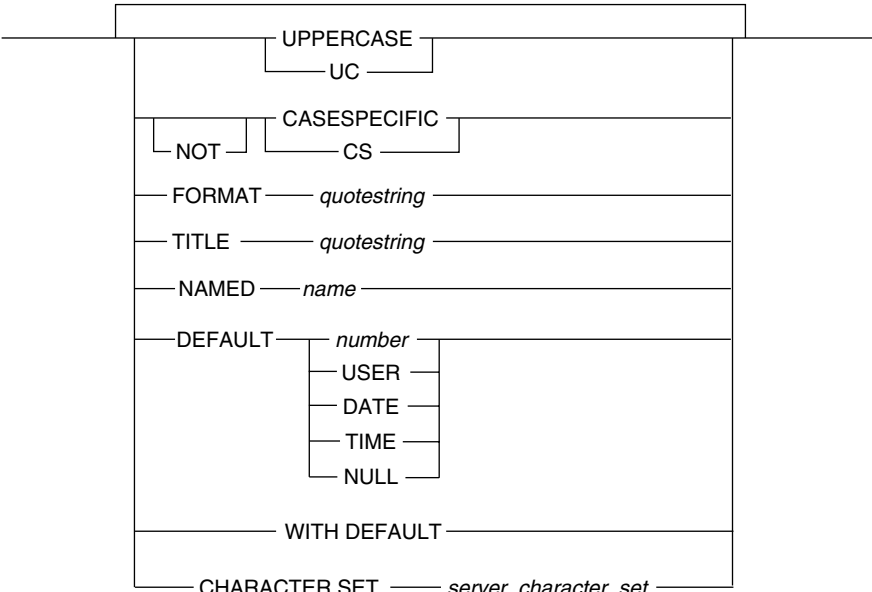 UPPERCASE
UC
CASESPECIFIC
NOT CS
FORMAT quotestring
TITLE quotestring
NAMED name
DEFAULT number
USER
DATE
TIME
NULL
WITH DEFAULT
CHARACTER SET server_character_set